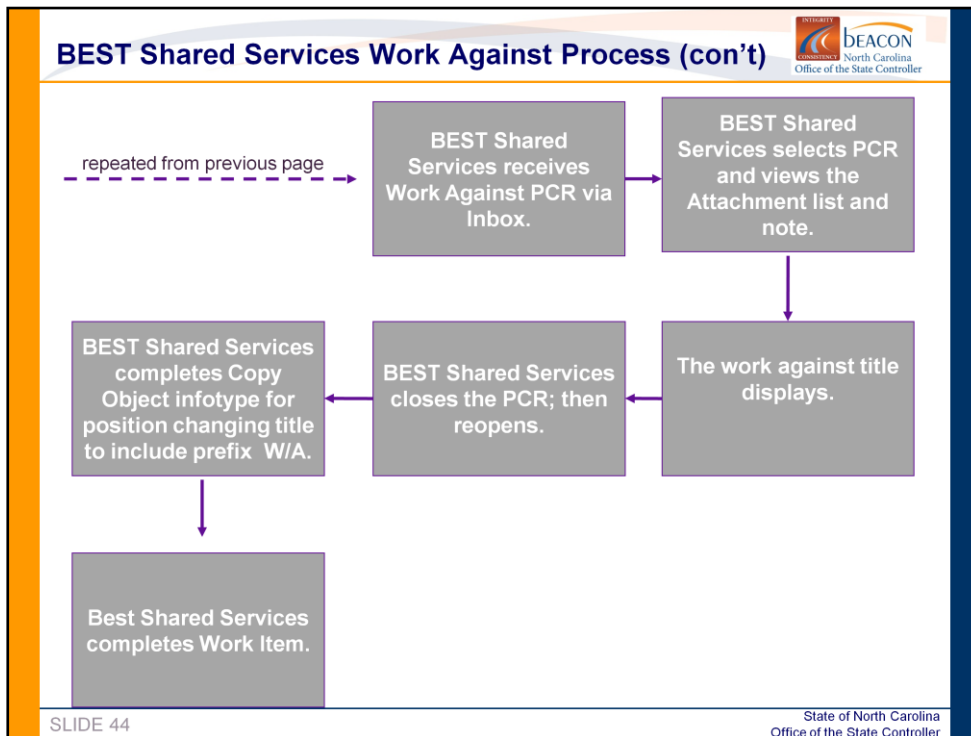 BEST Shared Services Work Against Process (con't)
INTEGRITY
CONSISTENCY
bEACON
North Carolina
Office of the State Controller
repeated from previous page
BEST Shared
Services receives
Work Against PCR via
Inbox.
BEST Shared
Services selects PCR
and views the
Attachment list and
note.
The work against title
displays.
BEST Shared Services
closes the PCR; then
reopens.
BEST Shared Services
completes Copy
Object infotype for
position changing title
to include prefix W/A.
Best Shared Services
completes Work Item.
SLIDE 44
State of North Carolina
Office of the State Controller